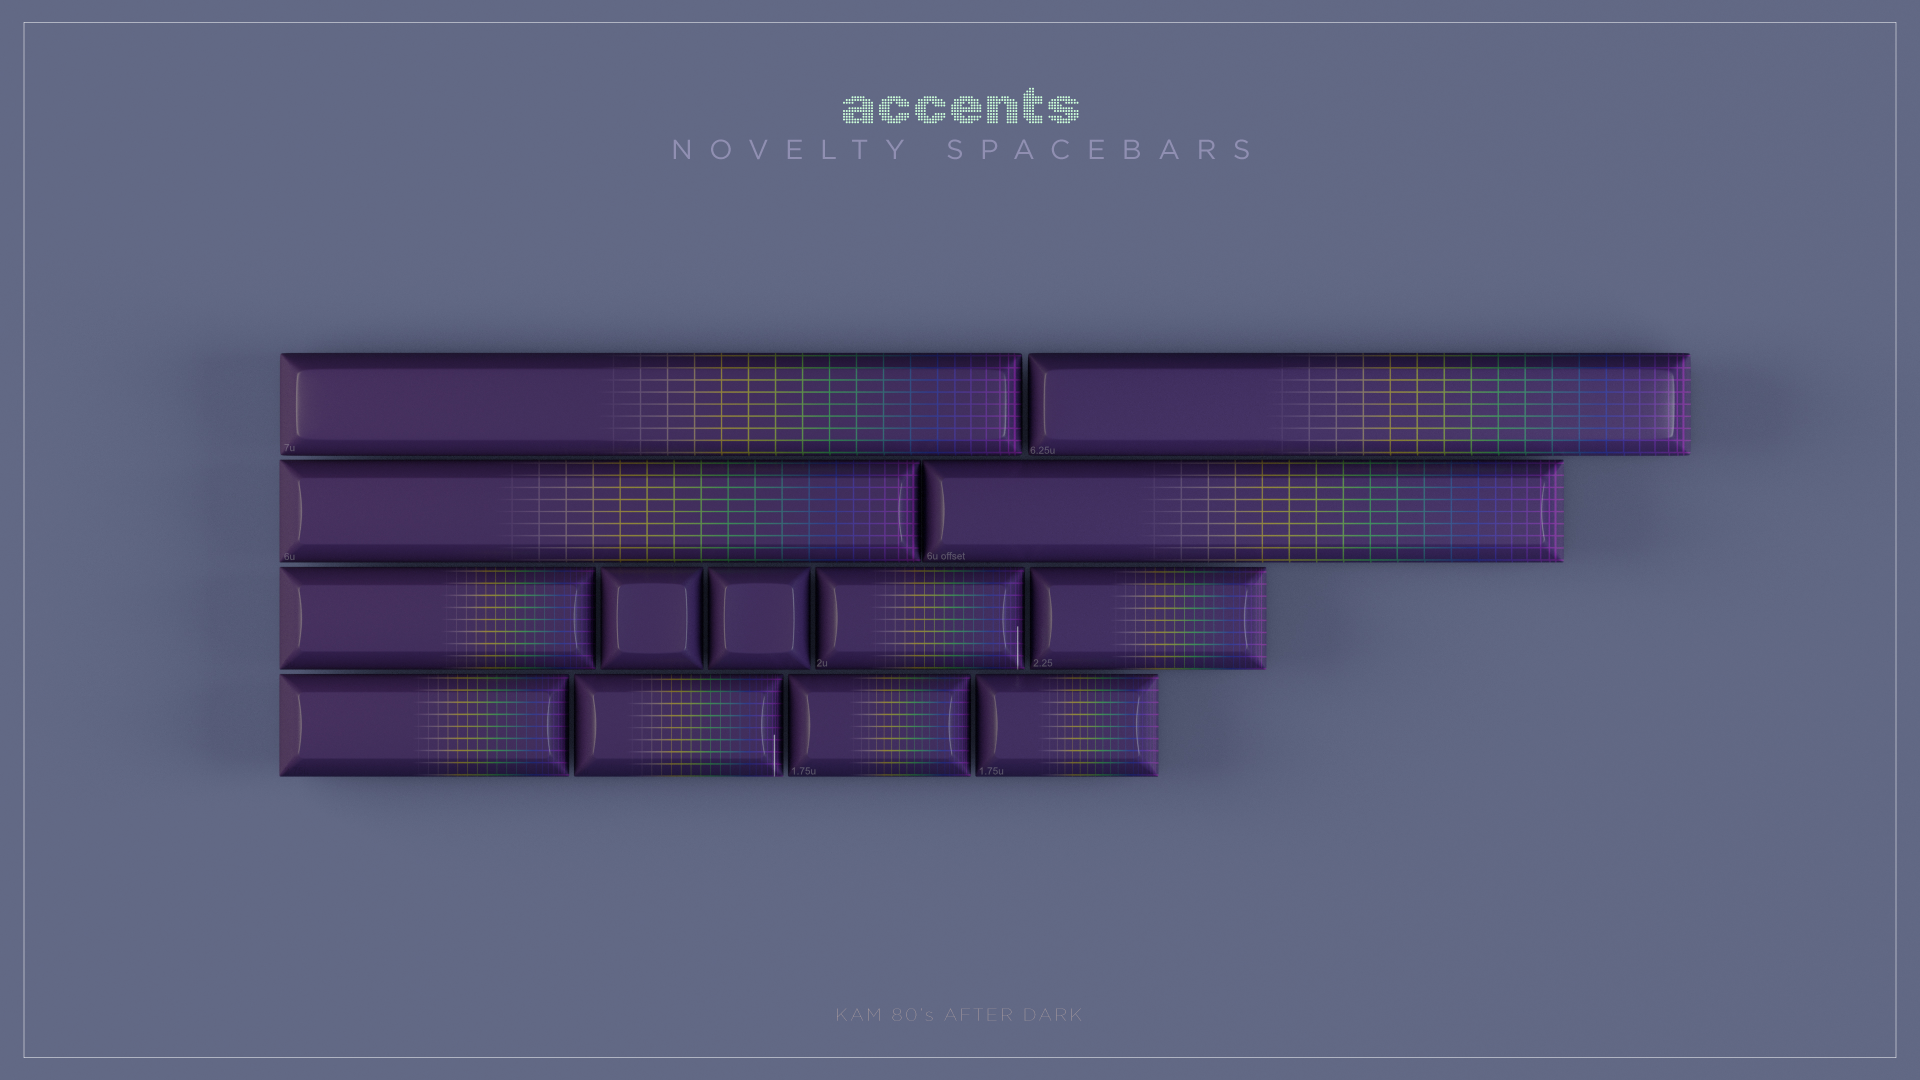 accents
NOVELTY SPACEBARS
7u
6.25u
6u
6u offset
2u
2.25
1.75u
1.75u
KAM 80's AFTER DARK